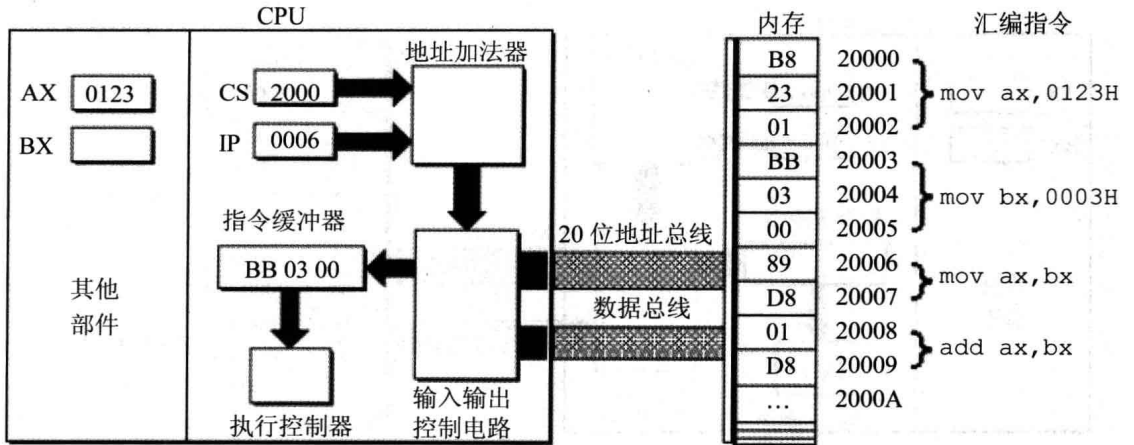 CPU
AX 0123
BX
其他
部件
地址加法器
CS 2000
IP 0006
指令缓冲器
BB 03 00
执行控制器
输入输出
控制电路
20 位地址总线
数据总线
内存
汇编指令
B8 20000
23 20001
01 20002
mov ax,0123H
BB 20003
03 20004
00 20005
mov bx,0003H
89 20006
D8 20007
mov ax,bx
01 20008
D8 20009
add ax,bx
… 2000A